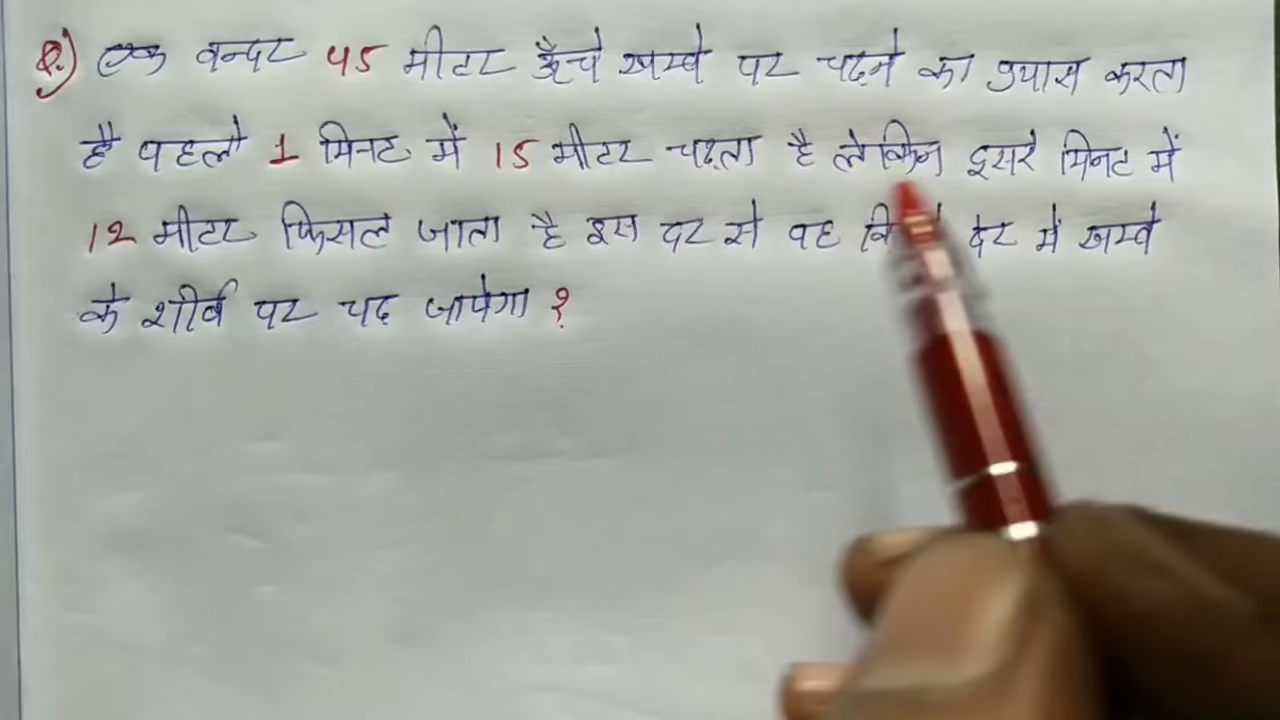 Q.) एक बन्दर 45 मीटर ऊँचे खम्बे पर चढ़ने का प्रयास करता
है पहले 1 मिनट में 15 मीटर चढ़ता है लेकिन दूसरे मिनट में
12 मीटर फिसल जाता है इस दर से वह देर में खम्बे
के शीर्ष पर चढ जायेगा ?